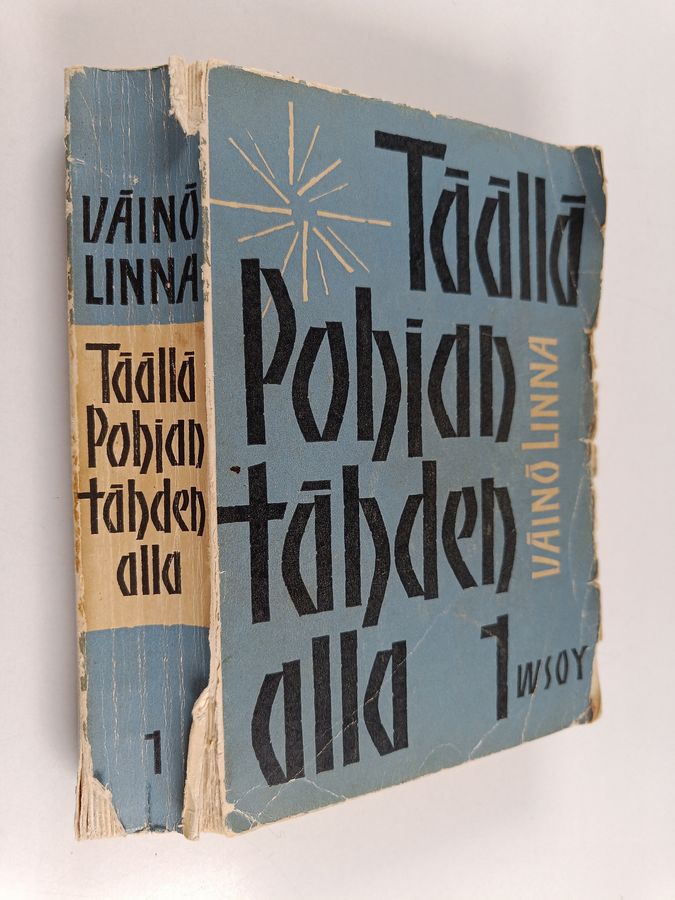 VÄINÖ
LINNA
Täällä
Pohjan
tähden
alla
1
Täällä
Pohjan
tähden
alla 1
WSOY
VÄINÖ LINNA